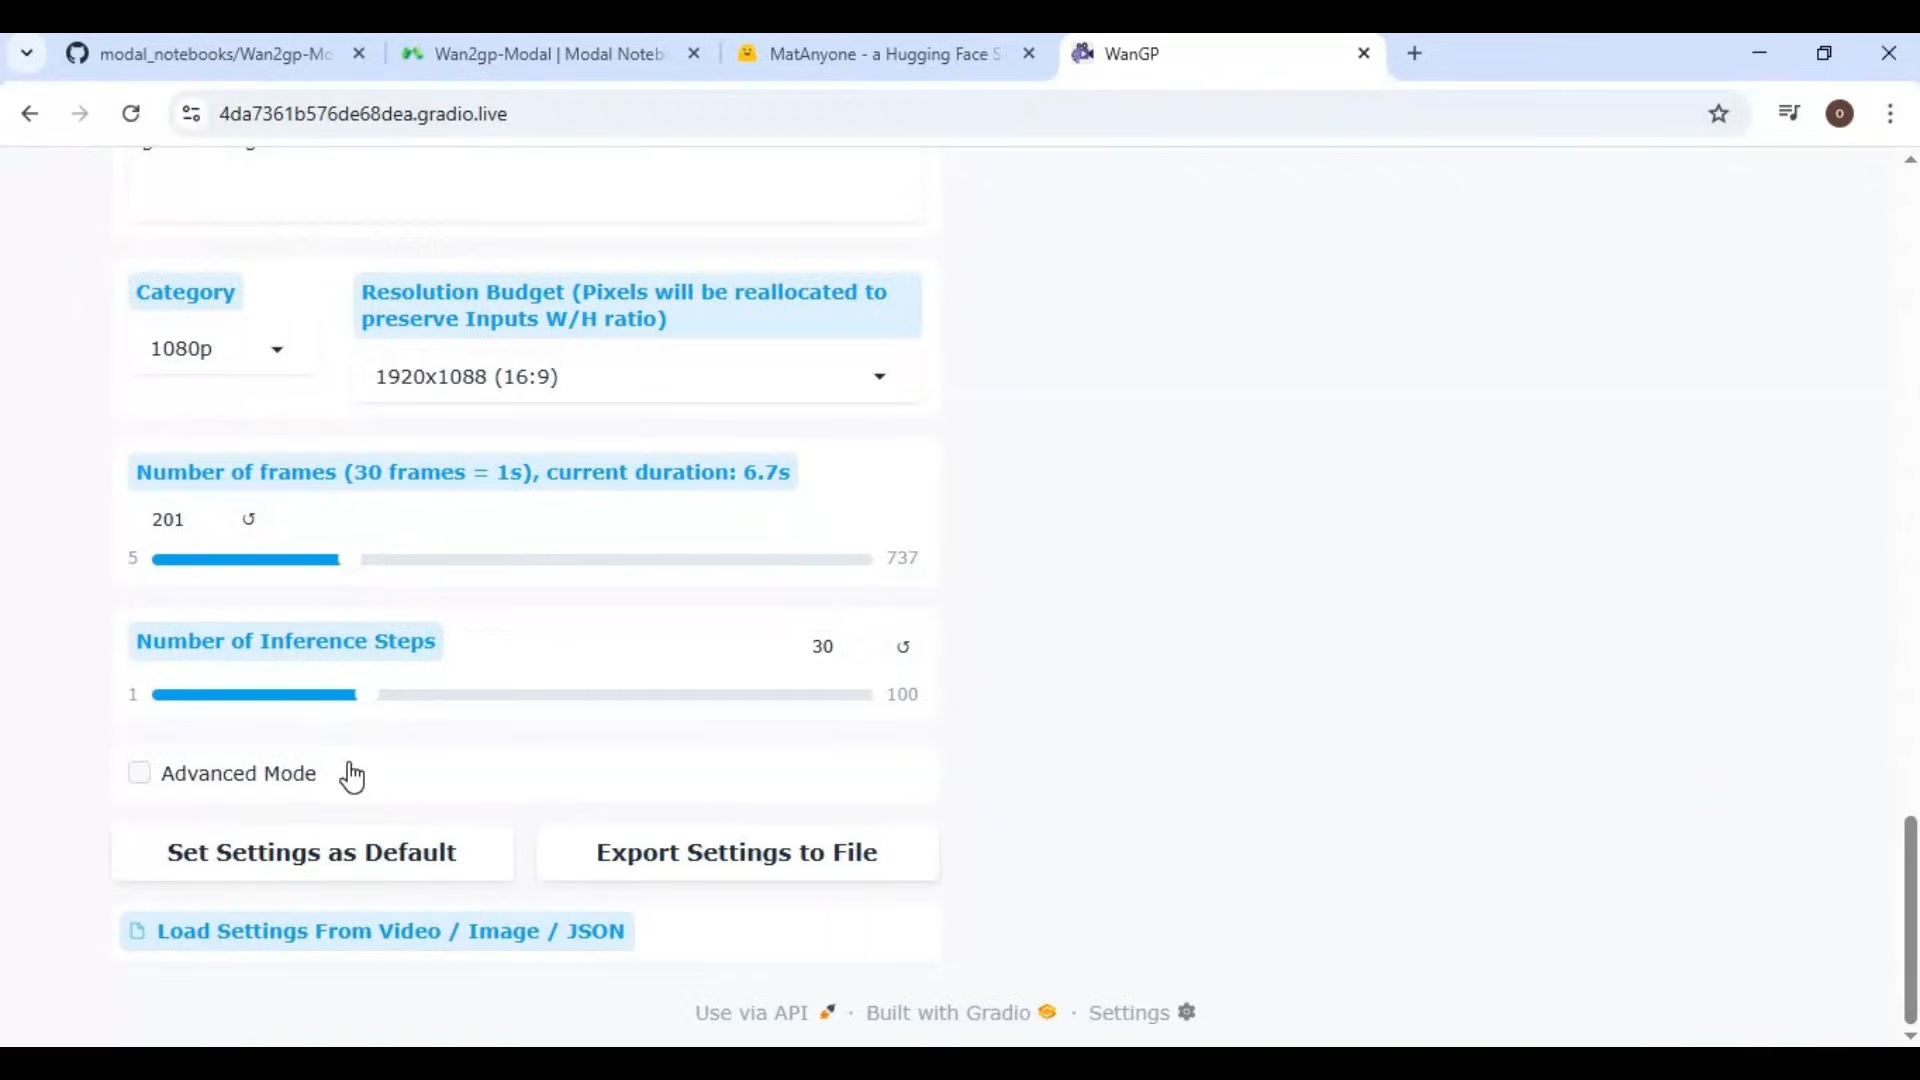 modal_notebooks/Wan2gp-Mo
Wan2gp-Modal | Modal Noteb
MatAnyone - a Hugging Face S
WanGP
4da7361b576de68dea.gradio.live
o
Category
Resolution Budget (Pixels will be reallocated to
preserve Inputs W/H ratio)
1080p
1920x1088 (16:9)
Number of frames (30 frames = 1s), current duration: 6.7s
201
5
737
Number of Inference Steps
30
1
100
Advanced Mode
Set Settings as Default
Export Settings to File
Load Settings From Video / Image / JSON
Use via API · Built with Gradio · Settings